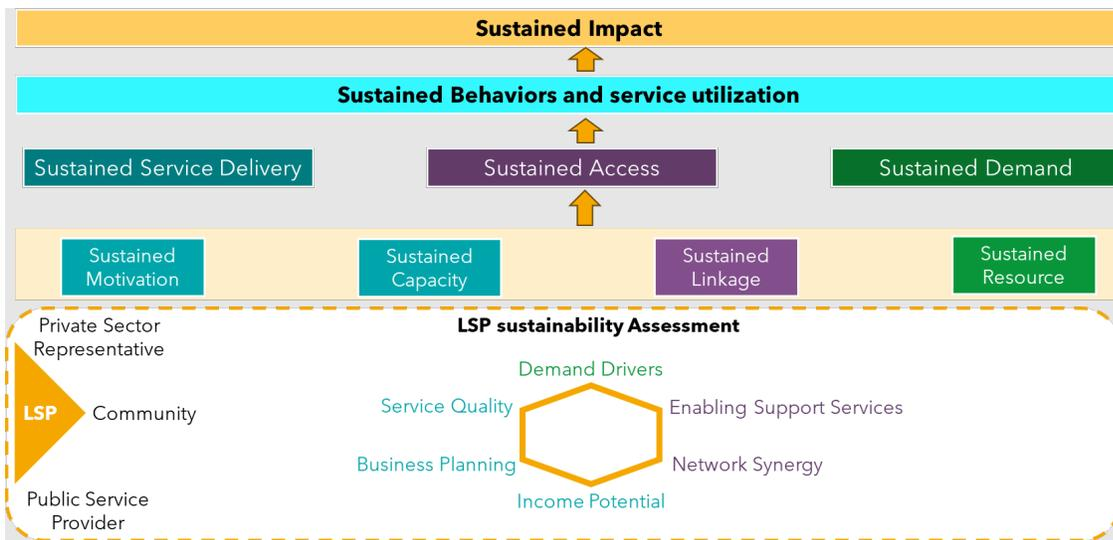 Sustained Impact
Sustained Behaviors and service utilization
Sustained Service Delivery
Sustained Access
Sustained Demand
Sustained
Motivation
Sustained
Capacity
Sustained
Linkage
Sustained
Resource
Private Sector
Representative
LSP
Community
Public Service
Provider
LSP sustainability Assessment
Demand Drivers
Service Quality
Enabling Support Services
Business Planning
Network Synergy
Income Potential